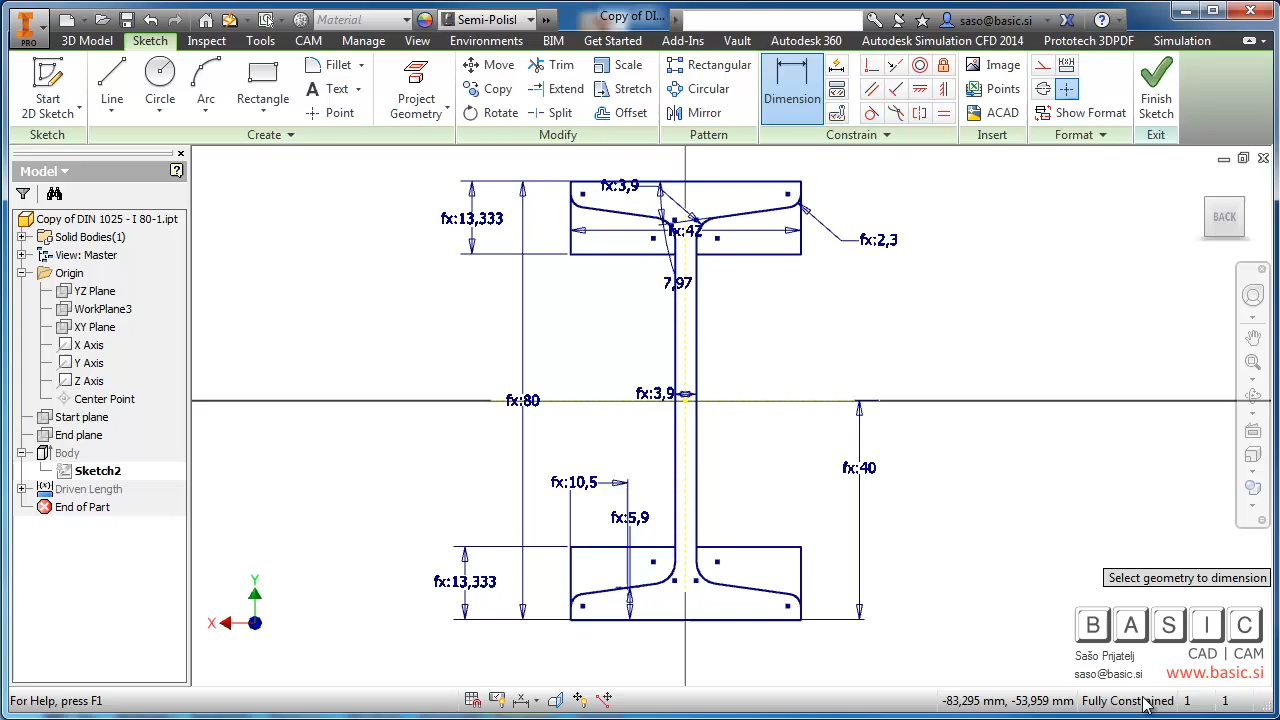 Material
Semi-Polisl
Copy of DI...
saso@basic.si
PRO
3D Model
Sketch
Inspect
Tools
CAM
Manage
View
Environments
BIM
Get Started
Add-Ins
Vault
Autodesk 360
Autodesk Simulation CFD 2014
Prototech 3DPDF
Simulation
Start
2D Sketch
Line
Circle
Arc
Rectangle
Fillet
Text
Point
Project
Geometry
Move
Copy
Rotate
Trim
Extend
Split
Scale
Stretch
Offset
Rectangular
Circular
Mirror
Dimension
Image
Points
ACAD
Show Format
Finish
Sketch
Sketch
Create
Modify
Pattern
Constrain
Insert
Format
Exit
Model
Copy of DIN 1025 - I 80-1.ipt
Solid Bodies(1)
View: Master
Origin
YZ Plane
WorkPlane3
XY Plane
X Axis
Y Axis
Z Axis
Center Point
Start plane
End plane
Body
Sketch2
Driven Length
End of Part
BACK
fx:3,9
fx:13,333
fx:42
fx:2,3
7,97
fx:3,9
fx:80
fx:40
fx:10,5
fx:5,9
fx:13,333
Y
X
Select geometry to dimension
B A S I C
Sašo Prijatelj
CAD | CAM
saso@basic.si
www.basic.si
For Help, press F1
-83,295 mm, -53,959 mm
Fully Constrained
1
1